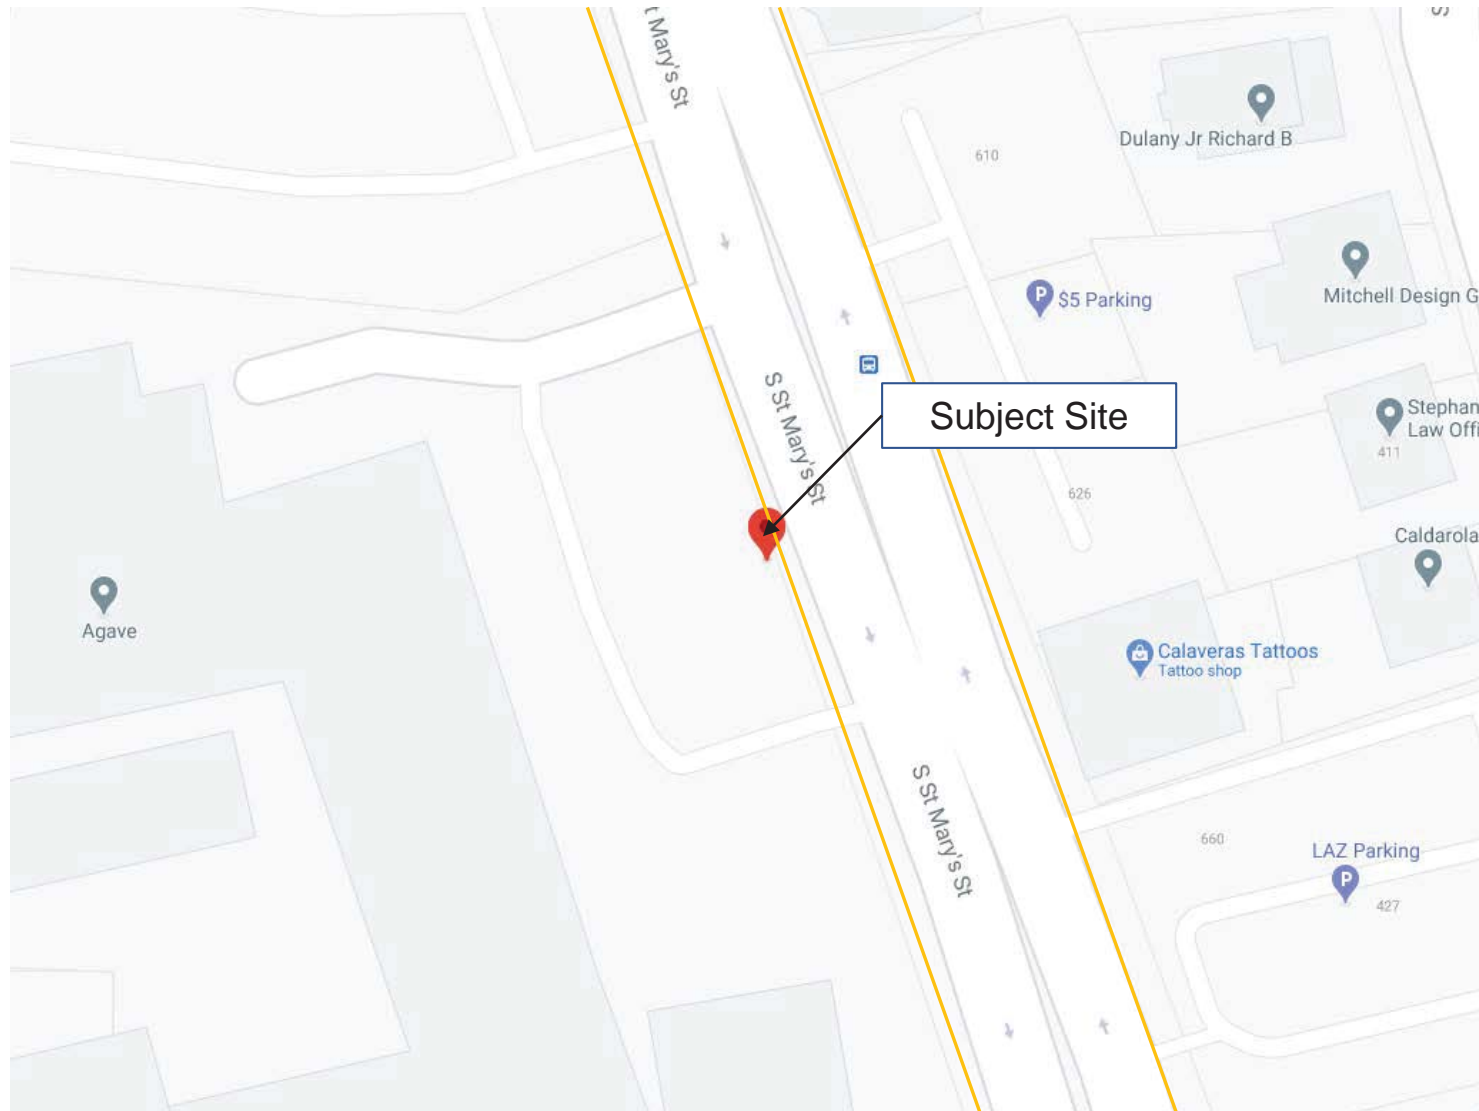 t Mary's St
S
Dulany Jr Richard B
610
Mitchell Design G
P $5 Parking
S St Mary's St
Subject Site
Stephan
Law Offi
411
626
Caldarola
Agave
Calaveras Tattoos
Tattoo shop
S St Mary's St
660
LAZ Parking
P
427